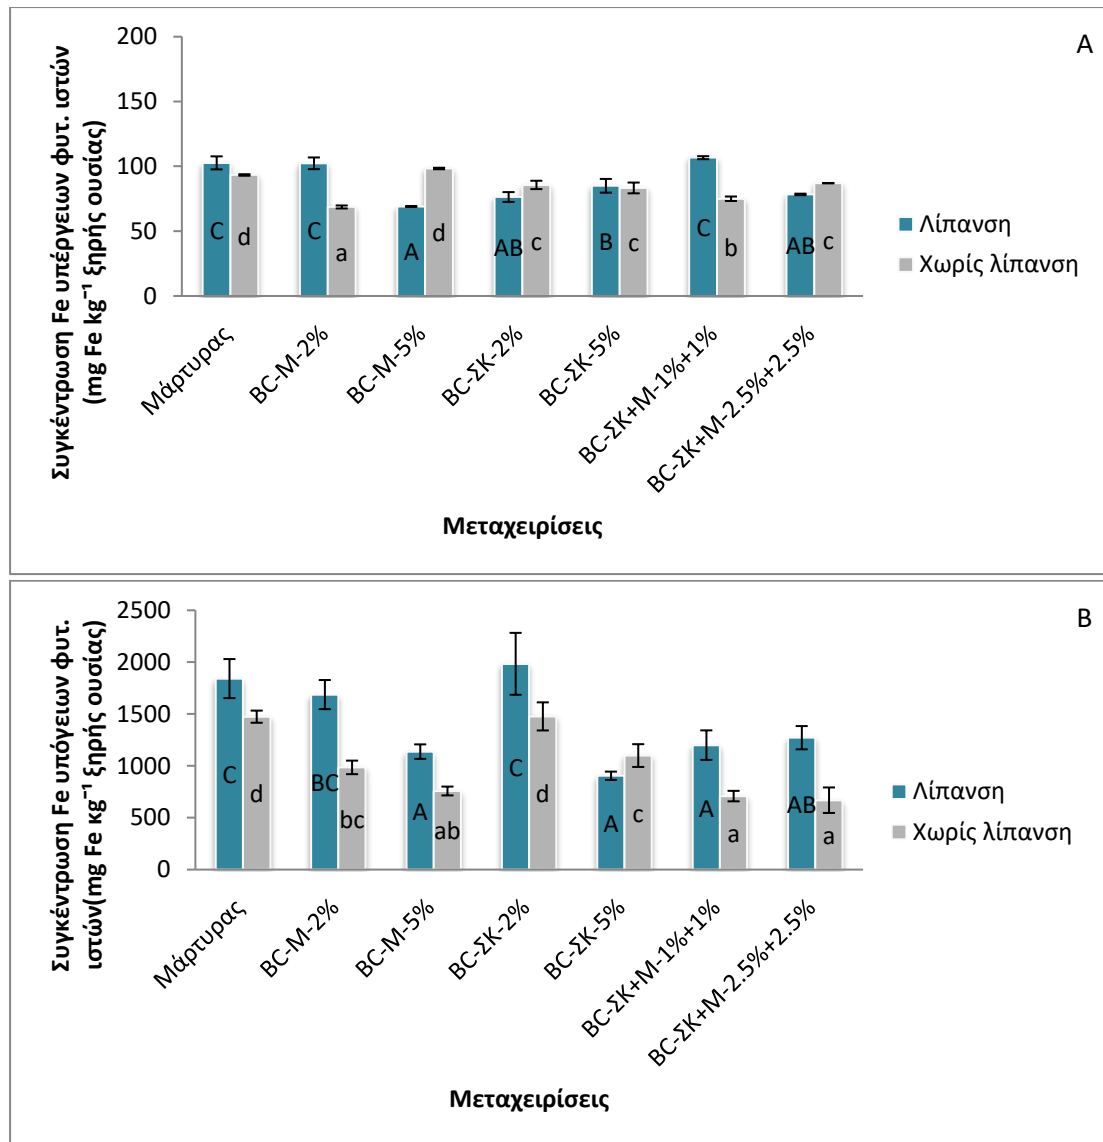 A
Συγκέντρωση Fe υπέργειων φυτ. ιστών
(mg Fe kg⁻¹ ξηρής ουσίας)
200
150
100
50
0
C d C a A d AB c B c C b AB c
Λίπανση
Χωρίς λίπανση
Μάρτυρας
BC-M-2%
BC-M-5%
BC-ΣΚ-2%
BC-ΣΚ-5%
BC-ΣΚ+M-1%+1%
BC-ΣΚ+M-2.5%+2.5%
Μεταχειρίσεις
B
Συγκέντρωση Fe υπόγειων φυτ.
ιστών(mg Fe kg⁻¹ ξηρής ουσίας)
2500
2000
1500
1000
500
0
C d BC bc A ab C d A c A a AB a
Λίπανση
Χωρίς λίπανση
Μάρτυρας
BC-M-2%
BC-M-5%
BC-ΣΚ-2%
BC-ΣΚ-5%
BC-ΣΚ+M-1%+1%
BC-ΣΚ+M-2.5%+2.5%
Μεταχειρίσεις